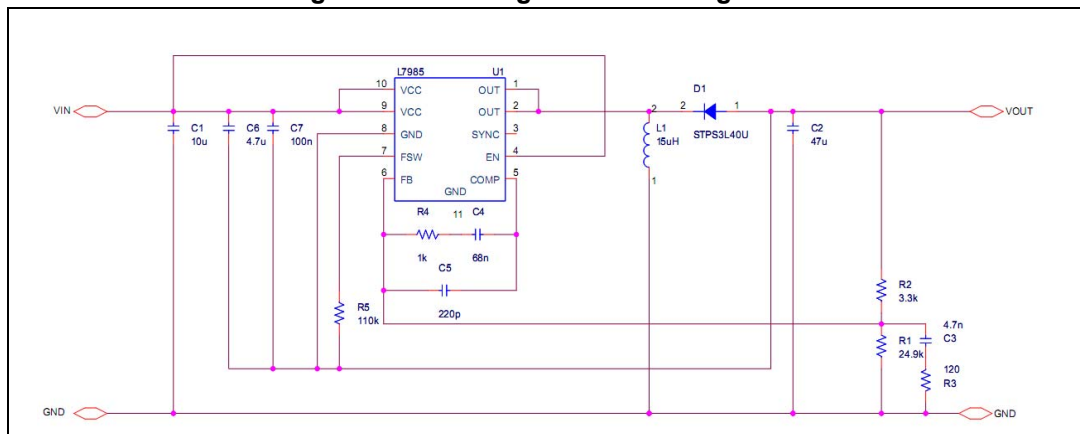 L7985
U1
10
VCC
OUT
1
9
VCC
OUT
2
8
GND
SYNC
3
7
FSW
EN
4
6
FB
COMP
5
GND
11
VIN
C1
10u
C6
4.7u
C7
100n
R4
1k
C4
68n
C5
220p
R5
110k
2
L1
15uH
1
D1
2
1
STPS3L40U
C2
47u
VOUT
R2
3.3k
R1
24.9k
4.7n
C3
120
R3
GND
GND